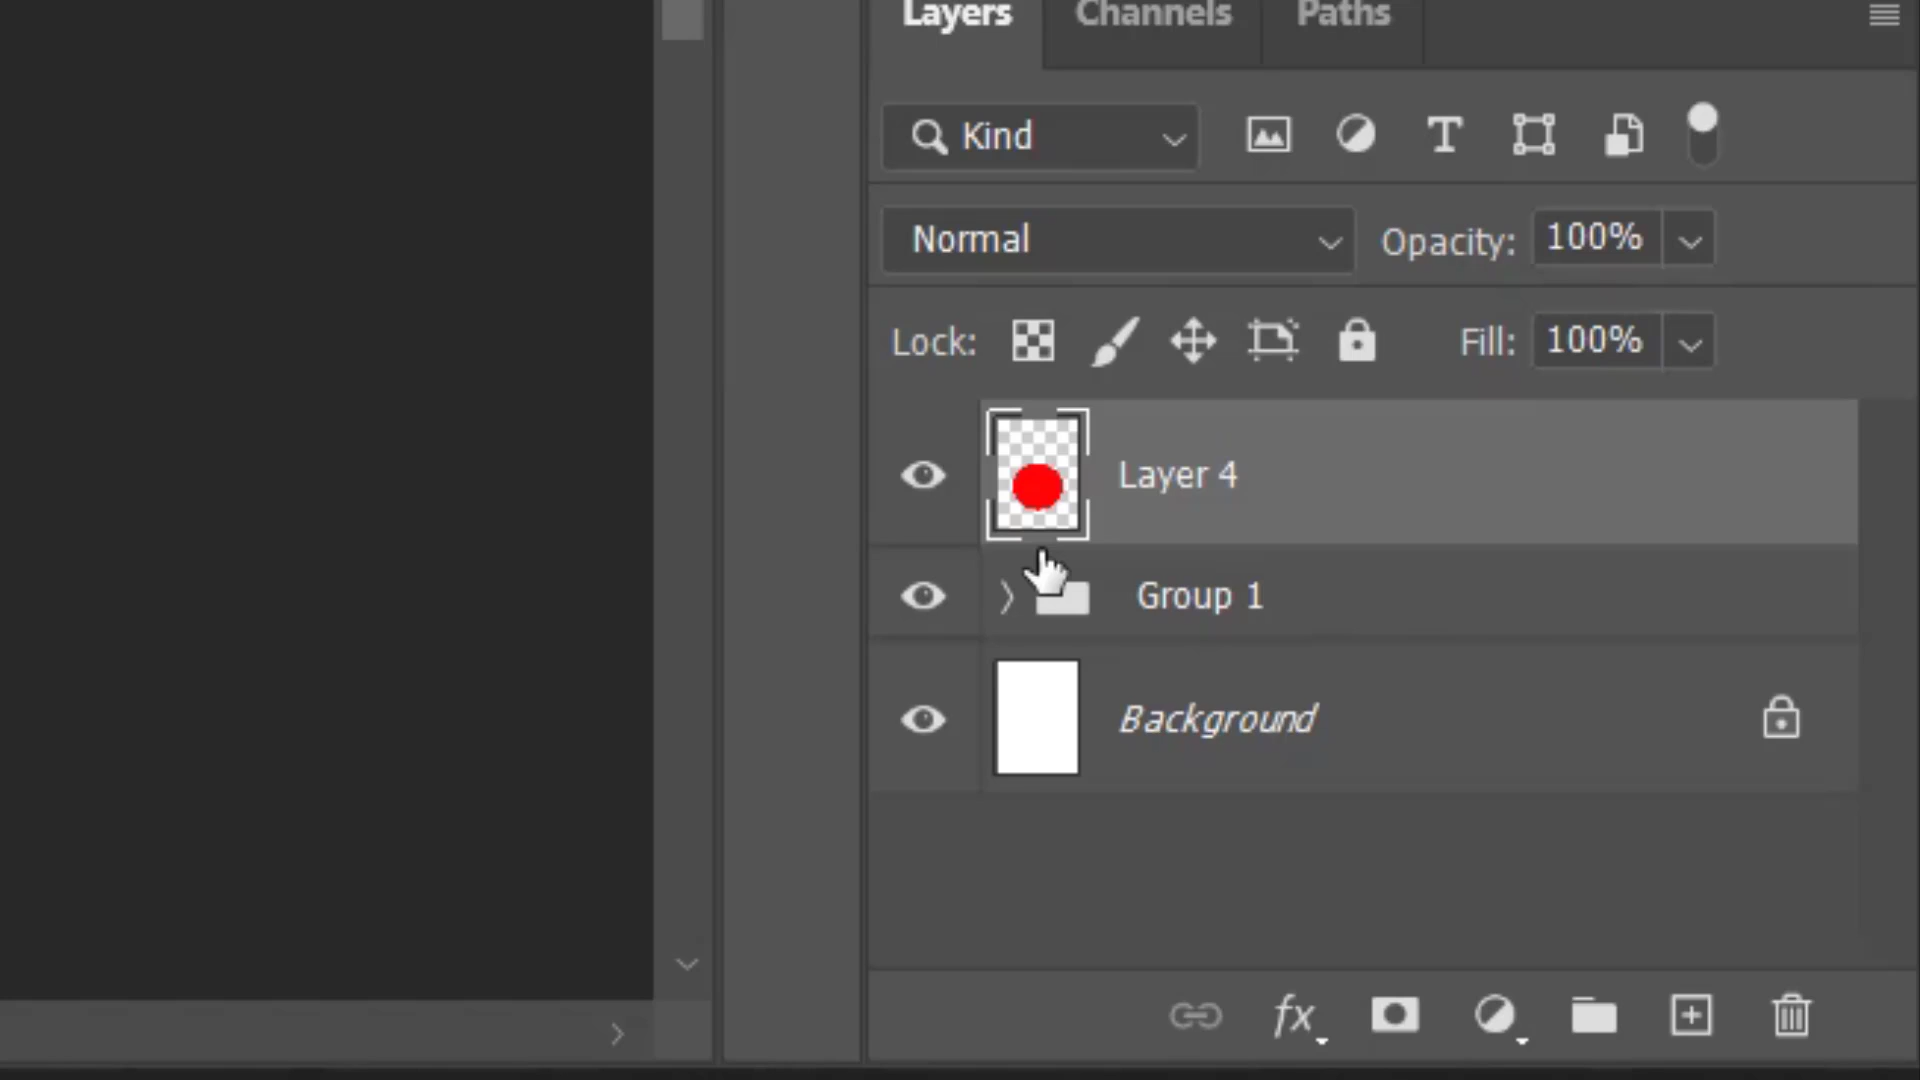 Layers Channels Paths
Kind
Normal Opacity: 100%
Lock: Fill: 100%
Layer 4
Group 1
Background
fx